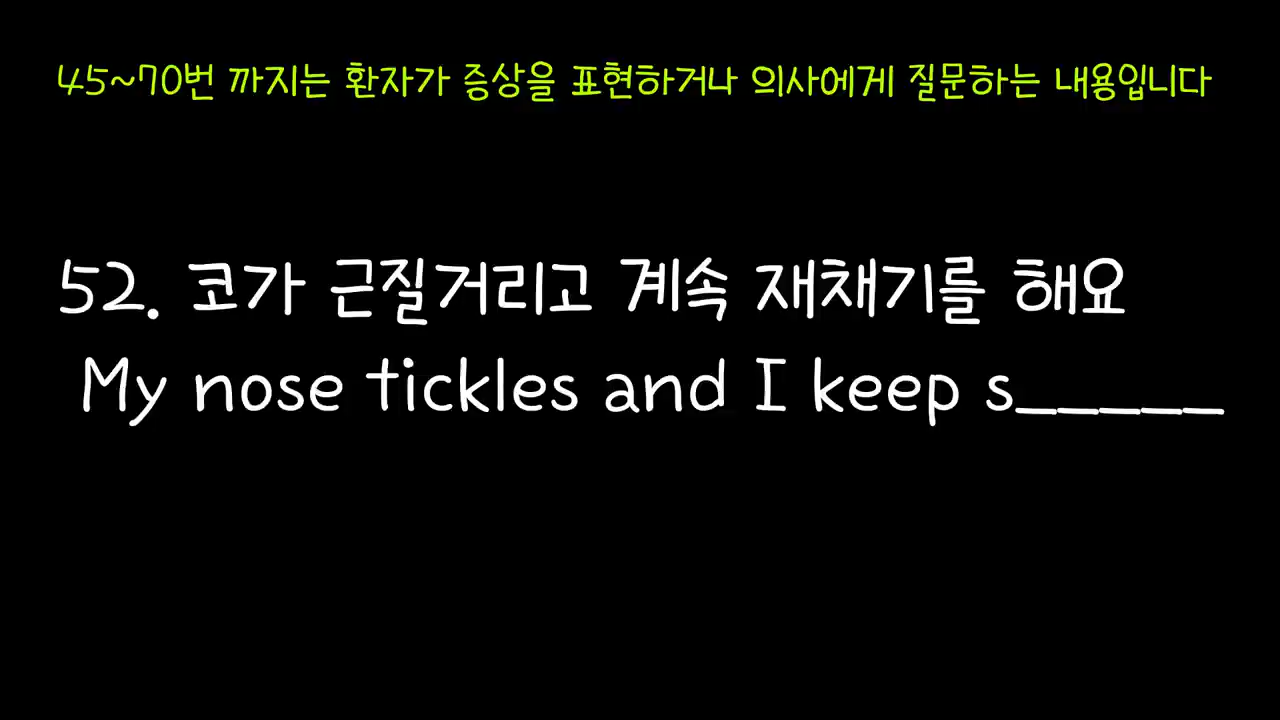 45~70번 까지는 환자가 증상을 표현하거나 의사에게 질문하는 내용입니다
52. 코가 근질거리고 계속 재채기를 해요
My nose tickles and I keep s_____